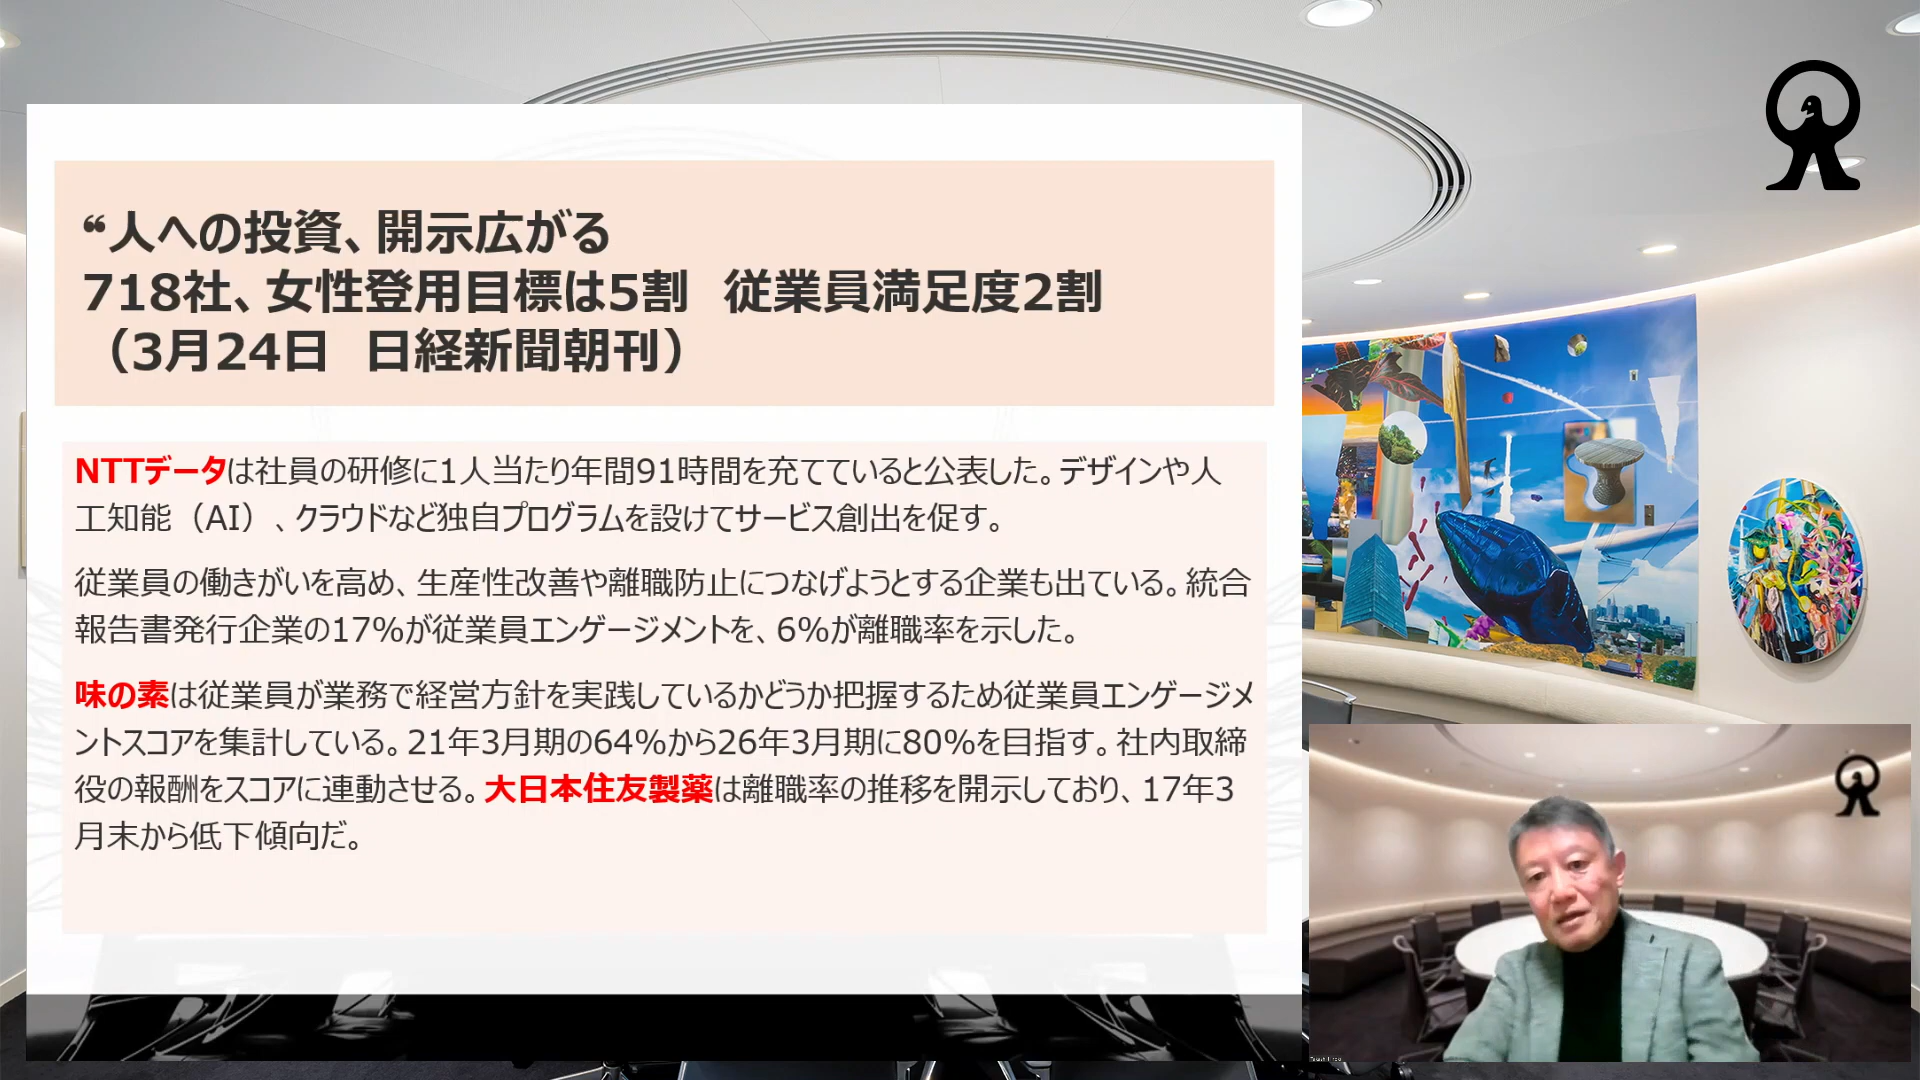 ❝人への投資、開示広がる
718社、女性登用目標は5割　従業員満足度2割
（3月24日　日経新聞朝刊）
NTTデータは社員の研修に1人当たり年間91時間を充てていると公表した。デザインや人
工知能（AI）、クラウドなど独自プログラムを設けてサービス創出を促す。
従業員の働きがいを高め、生産性改善や離職防止につなげようとする企業も出ている。統合
報告書発行企業の17%が従業員エンゲージメントを、6%が離職率を示した。
味の素は従業員が業務で経営方針を実践しているかどうか把握するため従業員エンゲージメ
ントスコアを集計している。21年3月期の64%から26年3月期に80%を目指す。社内取締
役の報酬をスコアに連動させる。大日本住友製薬は離職率の推移を開示しており、17年3
月末から低下傾向だ。